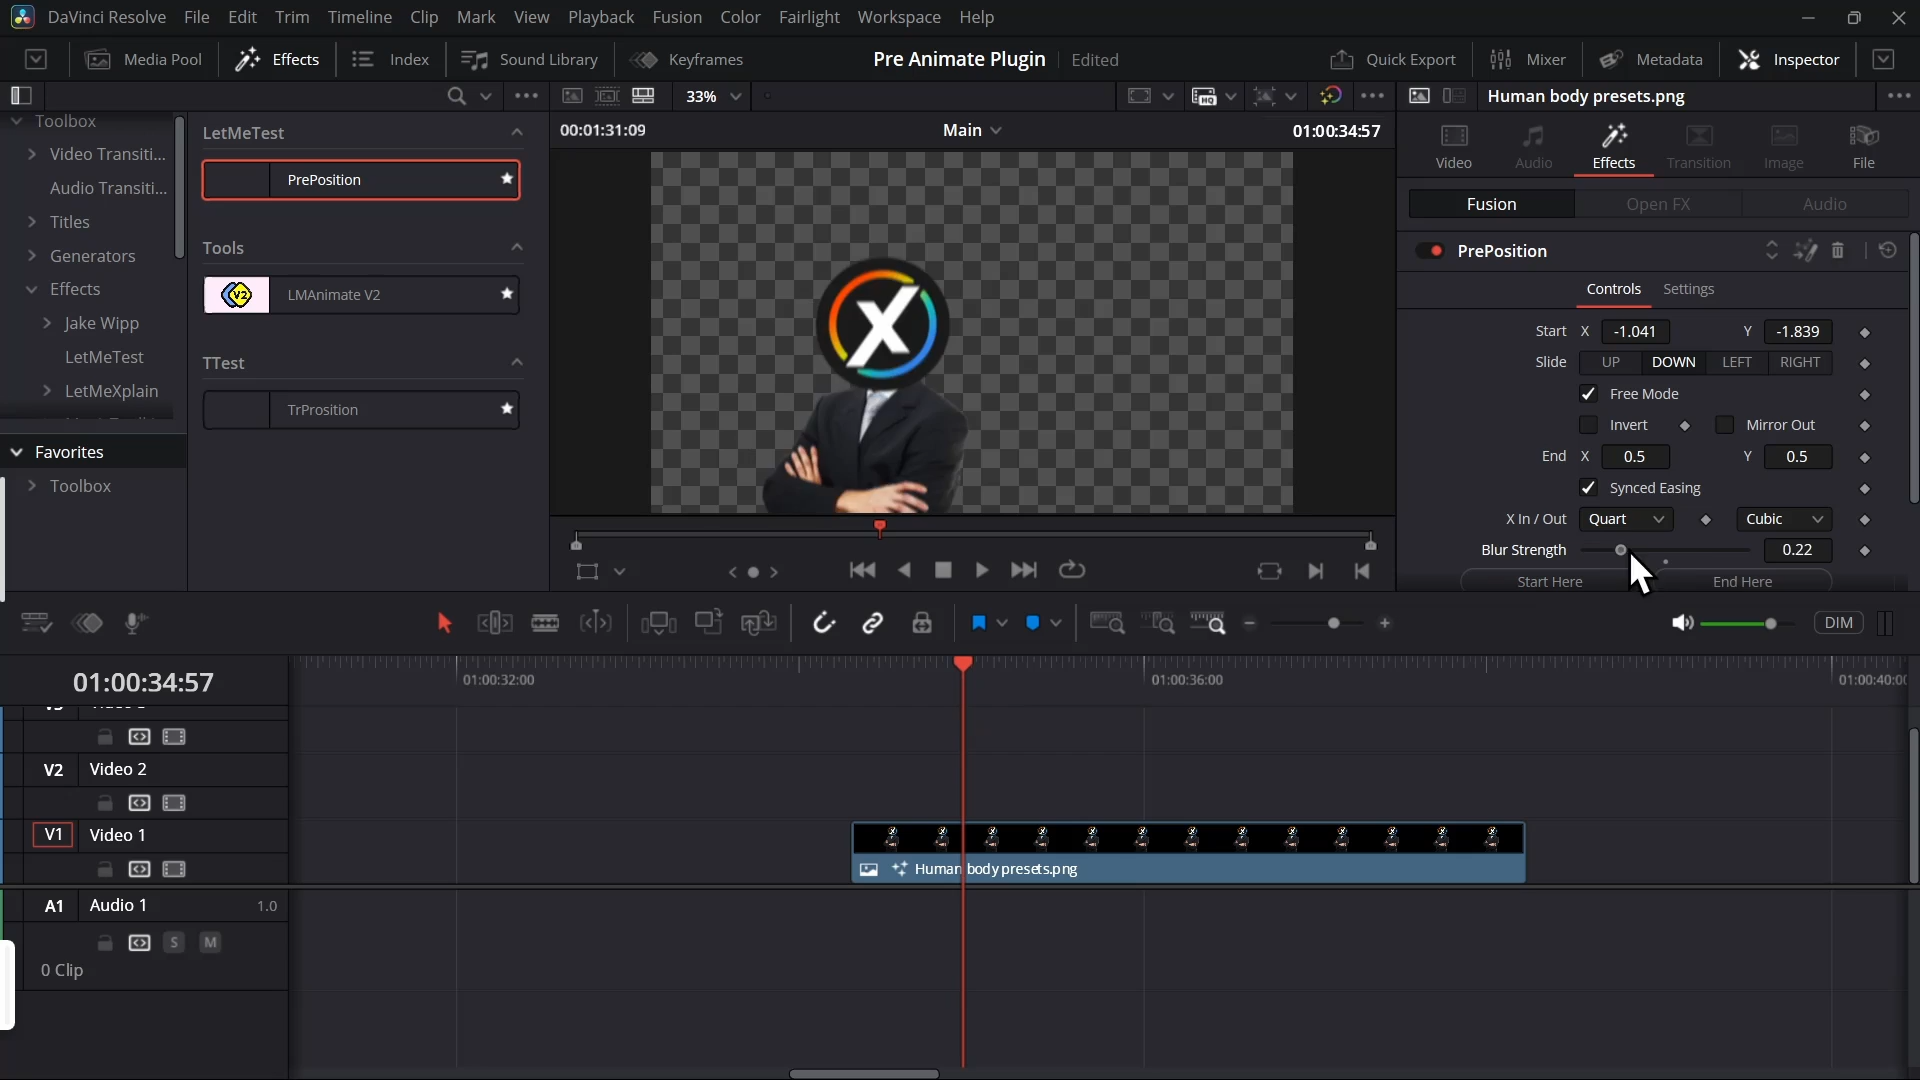 DaVinci Resolve File Edit Trim Timeline Clip Mark View Playback Fusion Color Fairlight Workspace Help
Media Pool Effects Index Sound Library Keyframes Pre Animate Plugin Edited Quick Export Mixer Metadata Inspector
33% HQ Human body presets.png
00:01:31:09 Main 01:00:34:57
Toolbox
Video Transiti...
Audio Transiti...
Titles
Generators
Effects
Jake Wipp
LetMeTest
LetMeXplain
Favorites
Toolbox
LetMeTest
PrePosition
Tools
V2 LMAnimate V2
TTest
TrProsition
X
Video Audio Effects Transition Image File
Fusion Open FX Audio
PrePosition
Controls Settings
Start X -1.041 Y -1.839
Slide UP DOWN LEFT RIGHT
Free Mode
Invert Mirror Out
End X 0.5 Y 0.5
Synced Easing
X In / Out Quart Cubic
Blur Strength 0.22
Start Here End Here
DIM
01:00:34:57
01:00:32:00 01:00:36:00 01:00:40:00
V2 Video 2
V1 Video 1
Human body presets.png
A1 Audio 1 1.0
S M
0 Clip